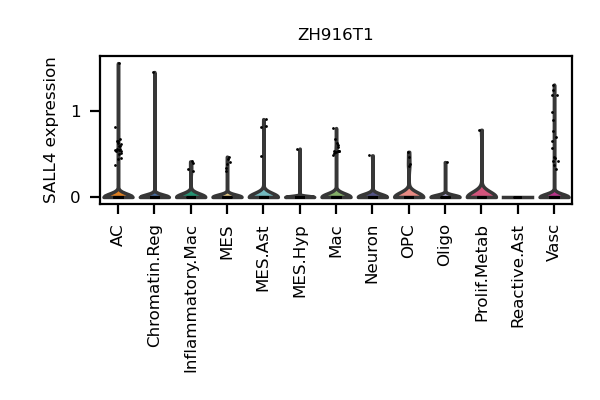 ZH916T1
SALL4 expression
1
0
AC
Chromatin.Reg
Inflammatory.Mac
MES
MES.Ast
MES.Hyp
Mac
Neuron
OPC
Oligo
Prolif.Metab
Reactive.Ast
Vasc